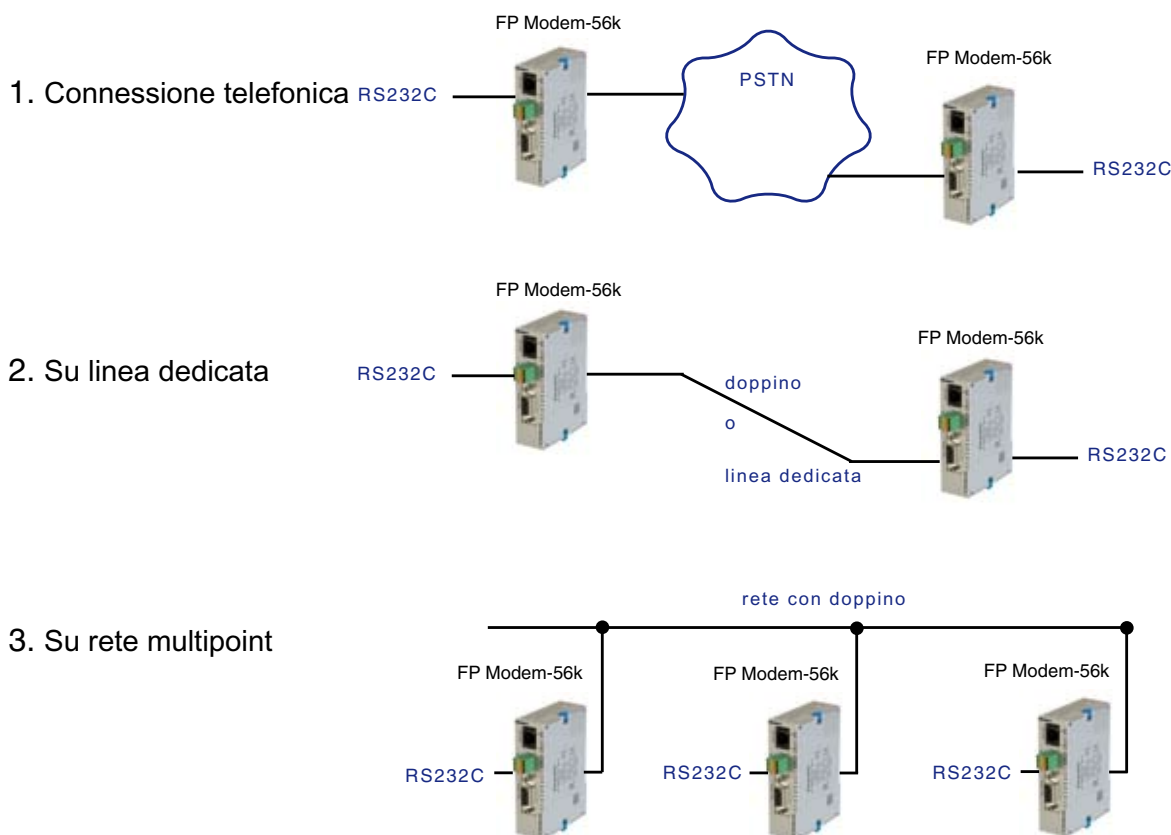 FP Modem-56k
1. Connessione telefonica
RS232C
PSTN
FP Modem-56k
RS232C
FP Modem-56k
2. Su linea dedicata
RS232C
doppino
o
linea dedicata
FP Modem-56k
RS232C
rete con doppino
3. Su rete multipoint
FP Modem-56k
FP Modem-56k
FP Modem-56k
RS232C
RS232C
RS232C